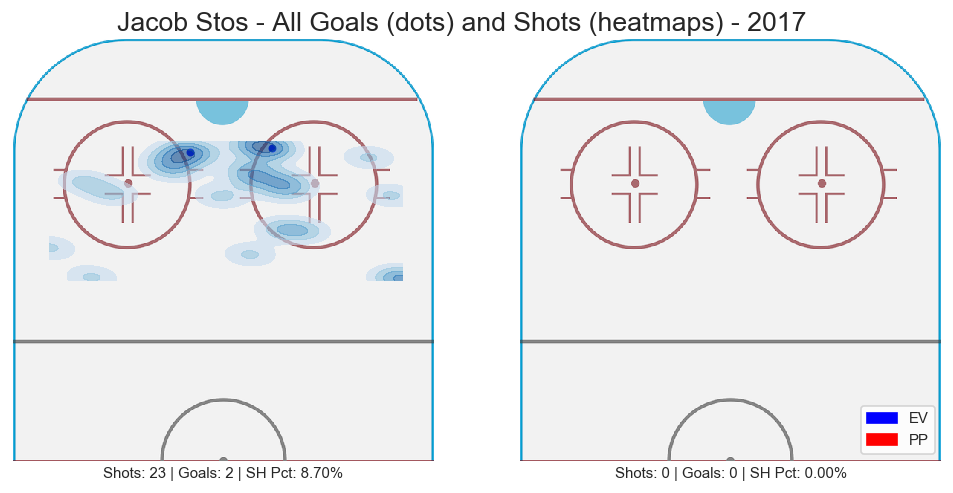 Jacob Stos - All Goals (dots) and Shots (heatmaps) - 2017
EV
PP
Shots: 23 | Goals: 2 | SH Pct: 8.70%
Shots: 0 | Goals: 0 | SH Pct: 0.00%